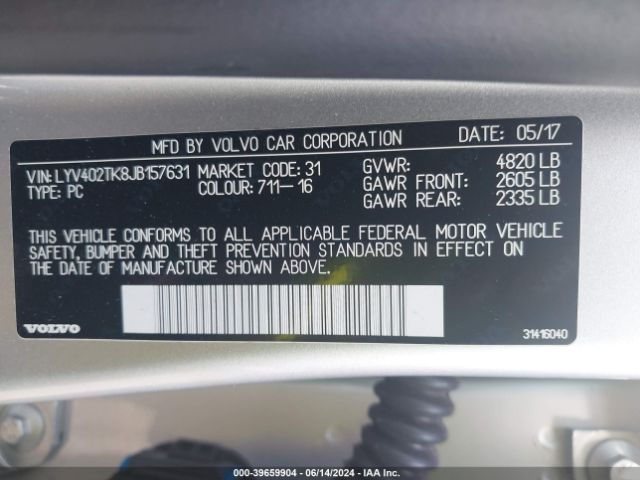 MFD BY VOLVO CAR CORPORATION DATE: 05/17
VIN: LYV402TK8JB157631 MARKET CODE: 31 GVWR: 4820 LB
TYPE: PC COLOUR: 711-16 GAWR FRONT: 2605 LB
GAWR REAR: 2335 LB
THIS VEHICLE CONFORMS TO ALL APPLICABLE FEDERAL MOTOR VEHICLE
SAFETY, BUMPER AND THEFT PREVENTION STANDARDS IN EFFECT ON
THE DATE OF MANUFACTURE SHOWN ABOVE.
VOLVO 31416040
000-39659904 | 06/14/2024 | IAA Inc.